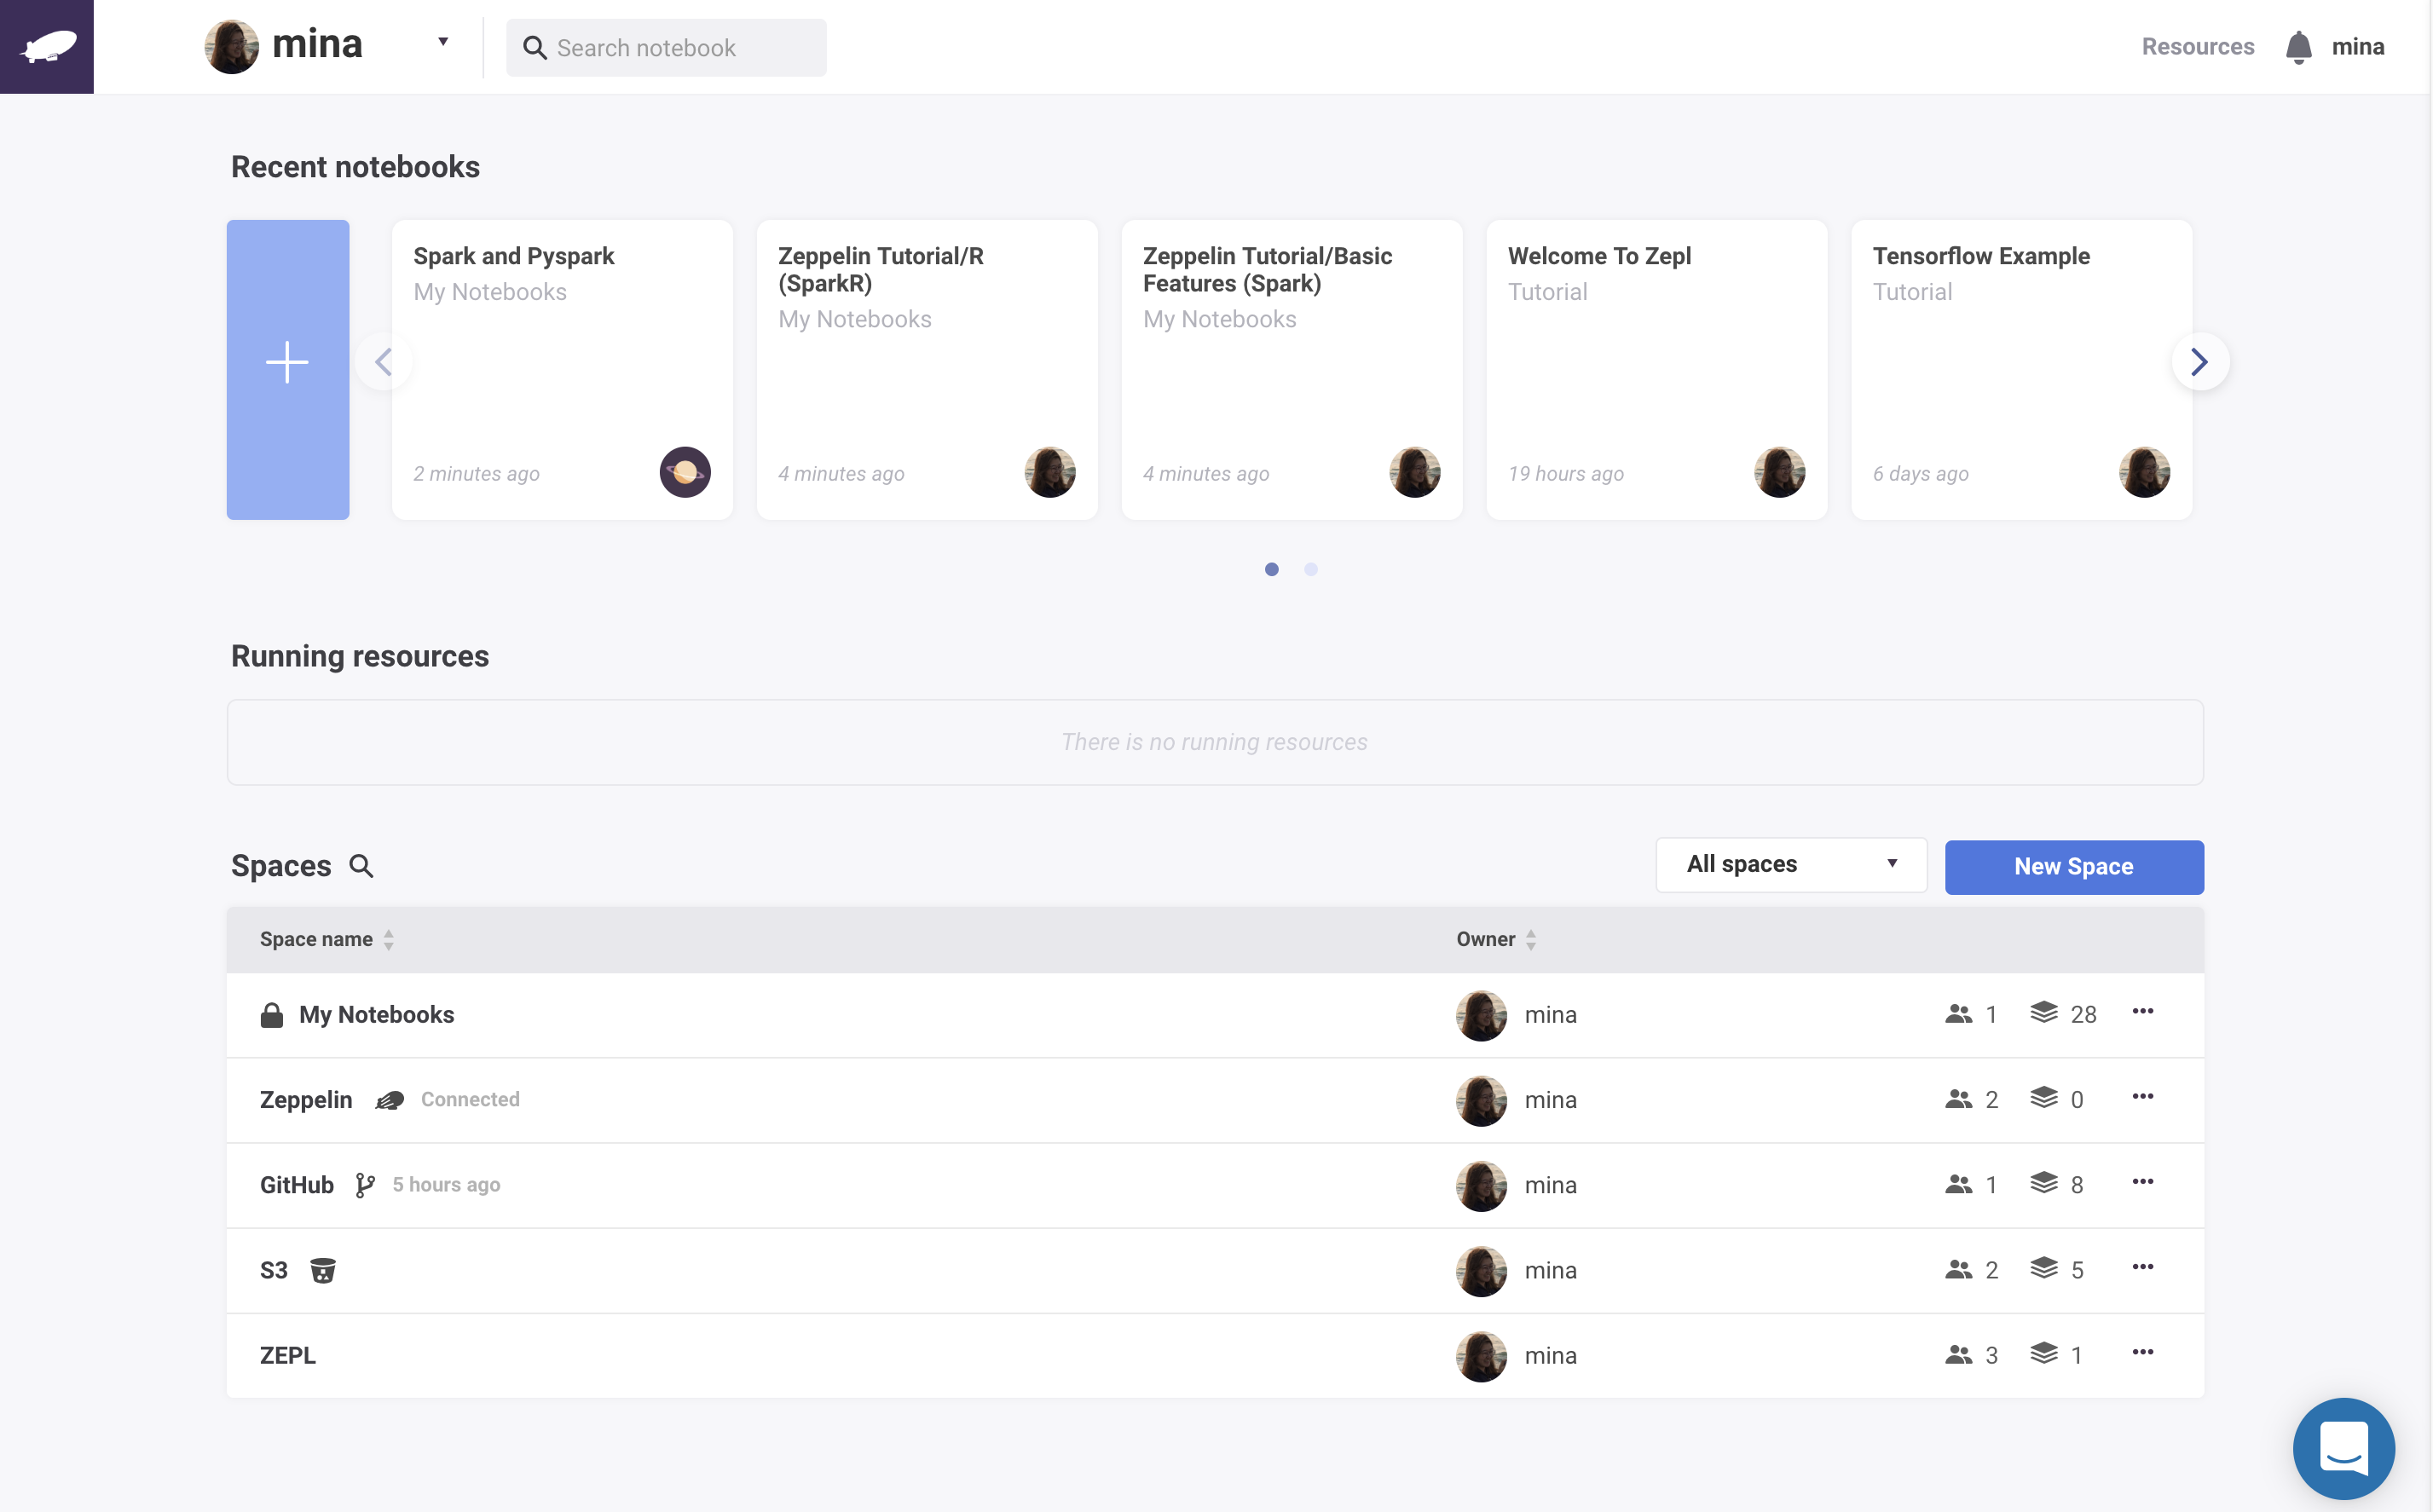 mina
Search notebook
Resources
mina
Recent notebooks
Spark and Pyspark
My Notebooks
2 minutes ago
Zeppelin Tutorial/R
(SparkR)
My Notebooks
4 minutes ago
Zeppelin Tutorial/Basic
Features (Spark)
My Notebooks
4 minutes ago
Welcome To Zepl
Tutorial
19 hours ago
Tensorflow Example
Tutorial
6 days ago
Running resources
There is no running resources
Spaces
All spaces
New Space
Space name
Owner
My Notebooks
mina
1
28
Zeppelin
Connected
mina
2
0
GitHub
5 hours ago
mina
1
8
S3
mina
2
5
ZEPL
mina
3
1